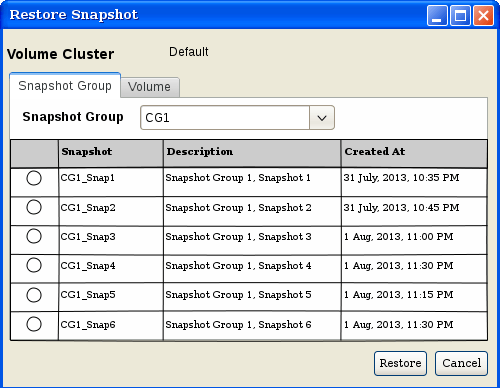 Restore Snapshot
Volume Cluster Default
Snapshot Group Volume
Snapshot Group CG1
Snapshot Description Created At
CG1_Snap1 Snapshot Group 1, Snapshot 1 31 July, 2013, 10:35 PM
CG1_Snap2 Snapshot Group 1, Snapshot 2 31 July, 2013, 10:45 PM
CG1_Snap3 Snapshot Group 1, Snapshot 3 1 Aug, 2013, 11:00 PM
CG1_Snap4 Snapshot Group 1, Snapshot 4 1 Aug, 2013, 11:30 PM
CG1_Snap5 Snapshot Group 1, Snapshot 5 1 Aug, 2013, 11:15 PM
CG1_Snap6 Snapshot Group 1, Snapshot 6 1 Aug, 2013, 11:30 PM
Restore Cancel